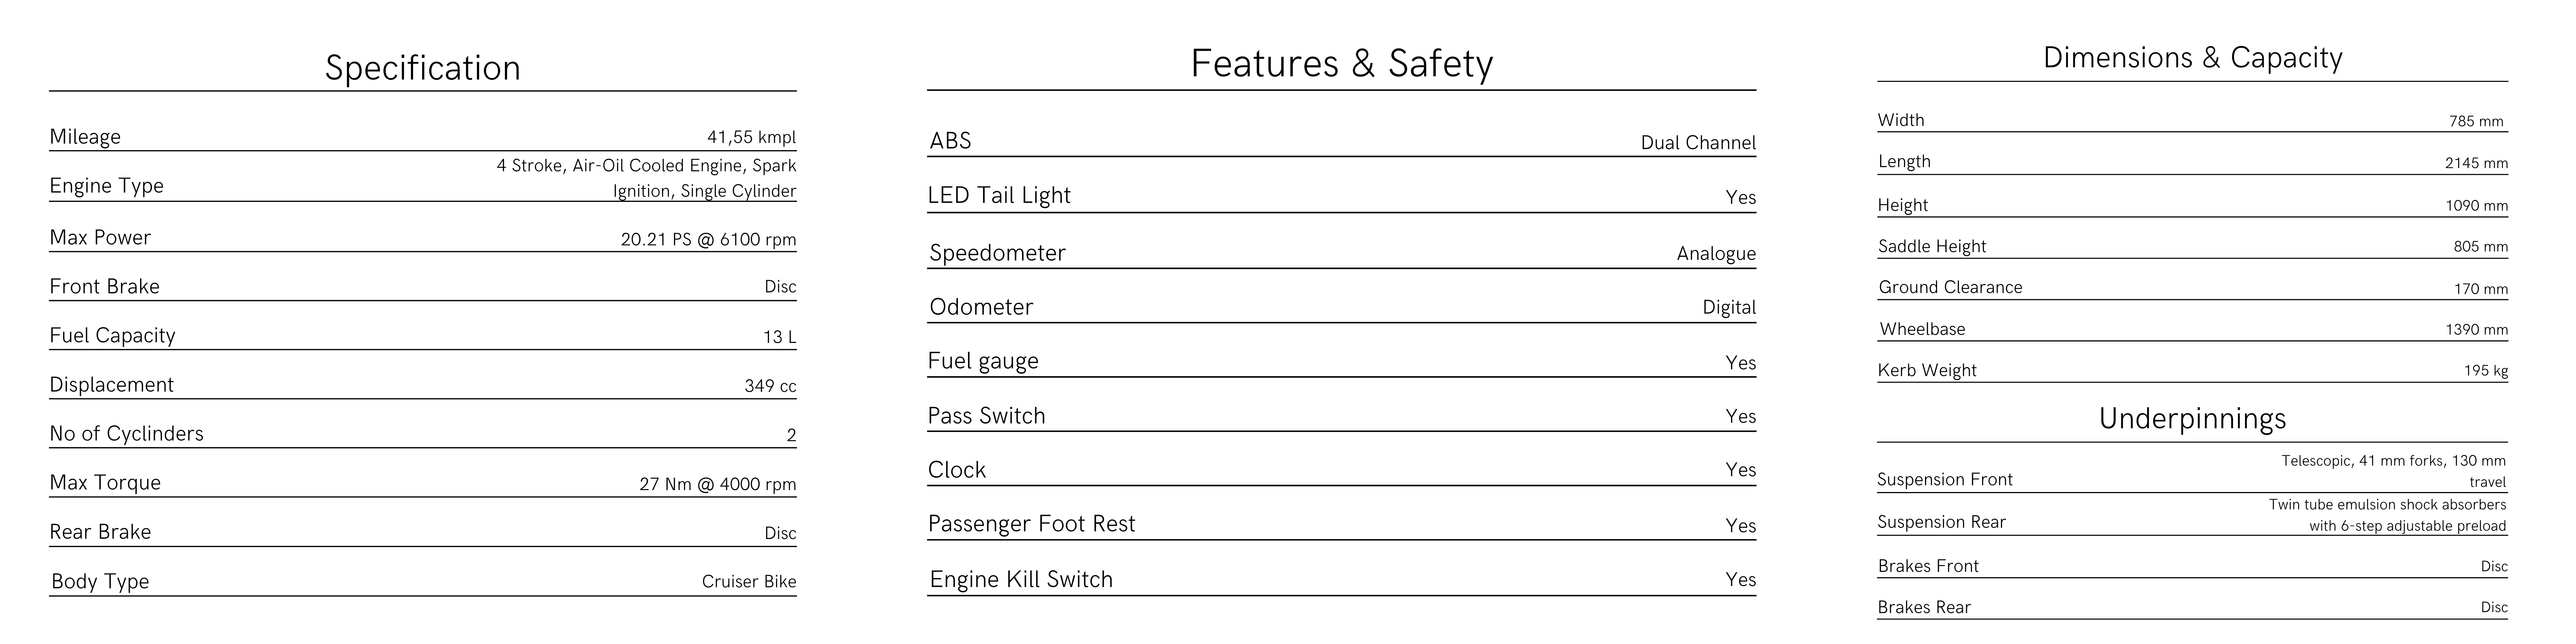 Specification
Mileage 41,55 kmpl
4 Stroke, Air-Oil Cooled Engine, Spark
Engine Type Ignition, Single Cylinder
Max Power 20.21 PS @ 6100 rpm
Front Brake Disc
Fuel Capacity 13 L
Displacement 349 cc
No of Cyclinders 2
Max Torque 27 Nm @ 4000 rpm
Rear Brake Disc
Body Type Cruiser Bike
Features & Safety
ABS Dual Channel
LED Tail Light Yes
Speedometer Analogue
Odometer Digital
Fuel gauge Yes
Pass Switch Yes
Clock Yes
Passenger Foot Rest Yes
Engine Kill Switch Yes
Dimensions & Capacity
Width 785 mm
Length 2145 mm
Height 1090 mm
Saddle Height 805 mm
Ground Clearance 170 mm
Wheelbase 1390 mm
Kerb Weight 195 kg
Underpinnings
Telescopic, 41 mm forks, 130 mm
Suspension Front travel
Twin tube emulsion shock absorbers
Suspension Rear with 6-step adjustable preload
Brakes Front Disc
Brakes Rear Disc